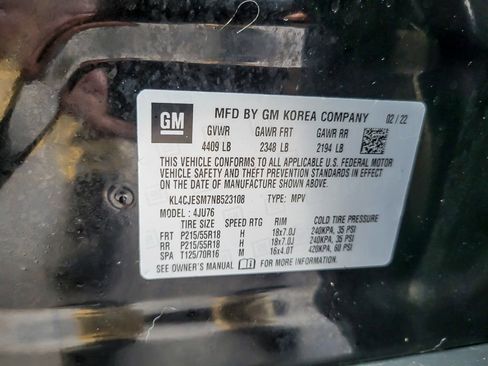 GM
MFD BY GM KOREA COMPANY 02 / 22
GVWR GAWR FRT GAWR RR
4409 LB 2348 LB 2194 LB
THIS VEHICLE CONFORMS TO ALL APPLICABLE U.S. FEDERAL MOTOR
VEHICLE SAFETY AND THEFT PREVENTION STANDARDS IN EFFECT
ON THE DATE OF MANUFACTURE SHOWN ABOVE.
KL4CJESM7NB523108 TYPE: MPV
MODEL : 4JU76
TIRE SIZE SPEED RTG RIM COLD TIRE PRESSURE
FRT P215/55R18 H 18x7.0J 240KPA, 35 PSI
RR P215/55R18 H 18x7.0J 240KPA, 35 PSI
SPA T125/70R16 M 16x4.0T 420KPA, 60 PSI
SEE OWNER'S MANUAL FOR MORE INFORMATION.